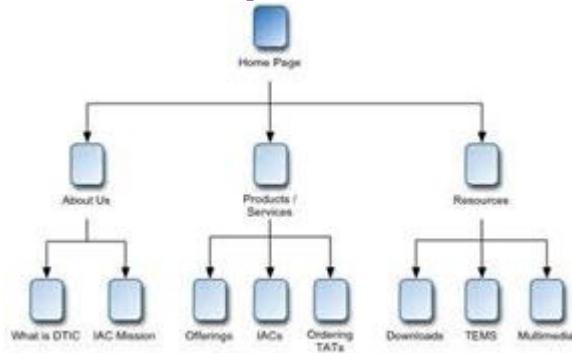 Home Page
About Us
Products /
Services
Resources
What is DTIC
IAC Mission
Offerings
IACs
Ordering
TATs
Downloads
TEMS
Multimedia